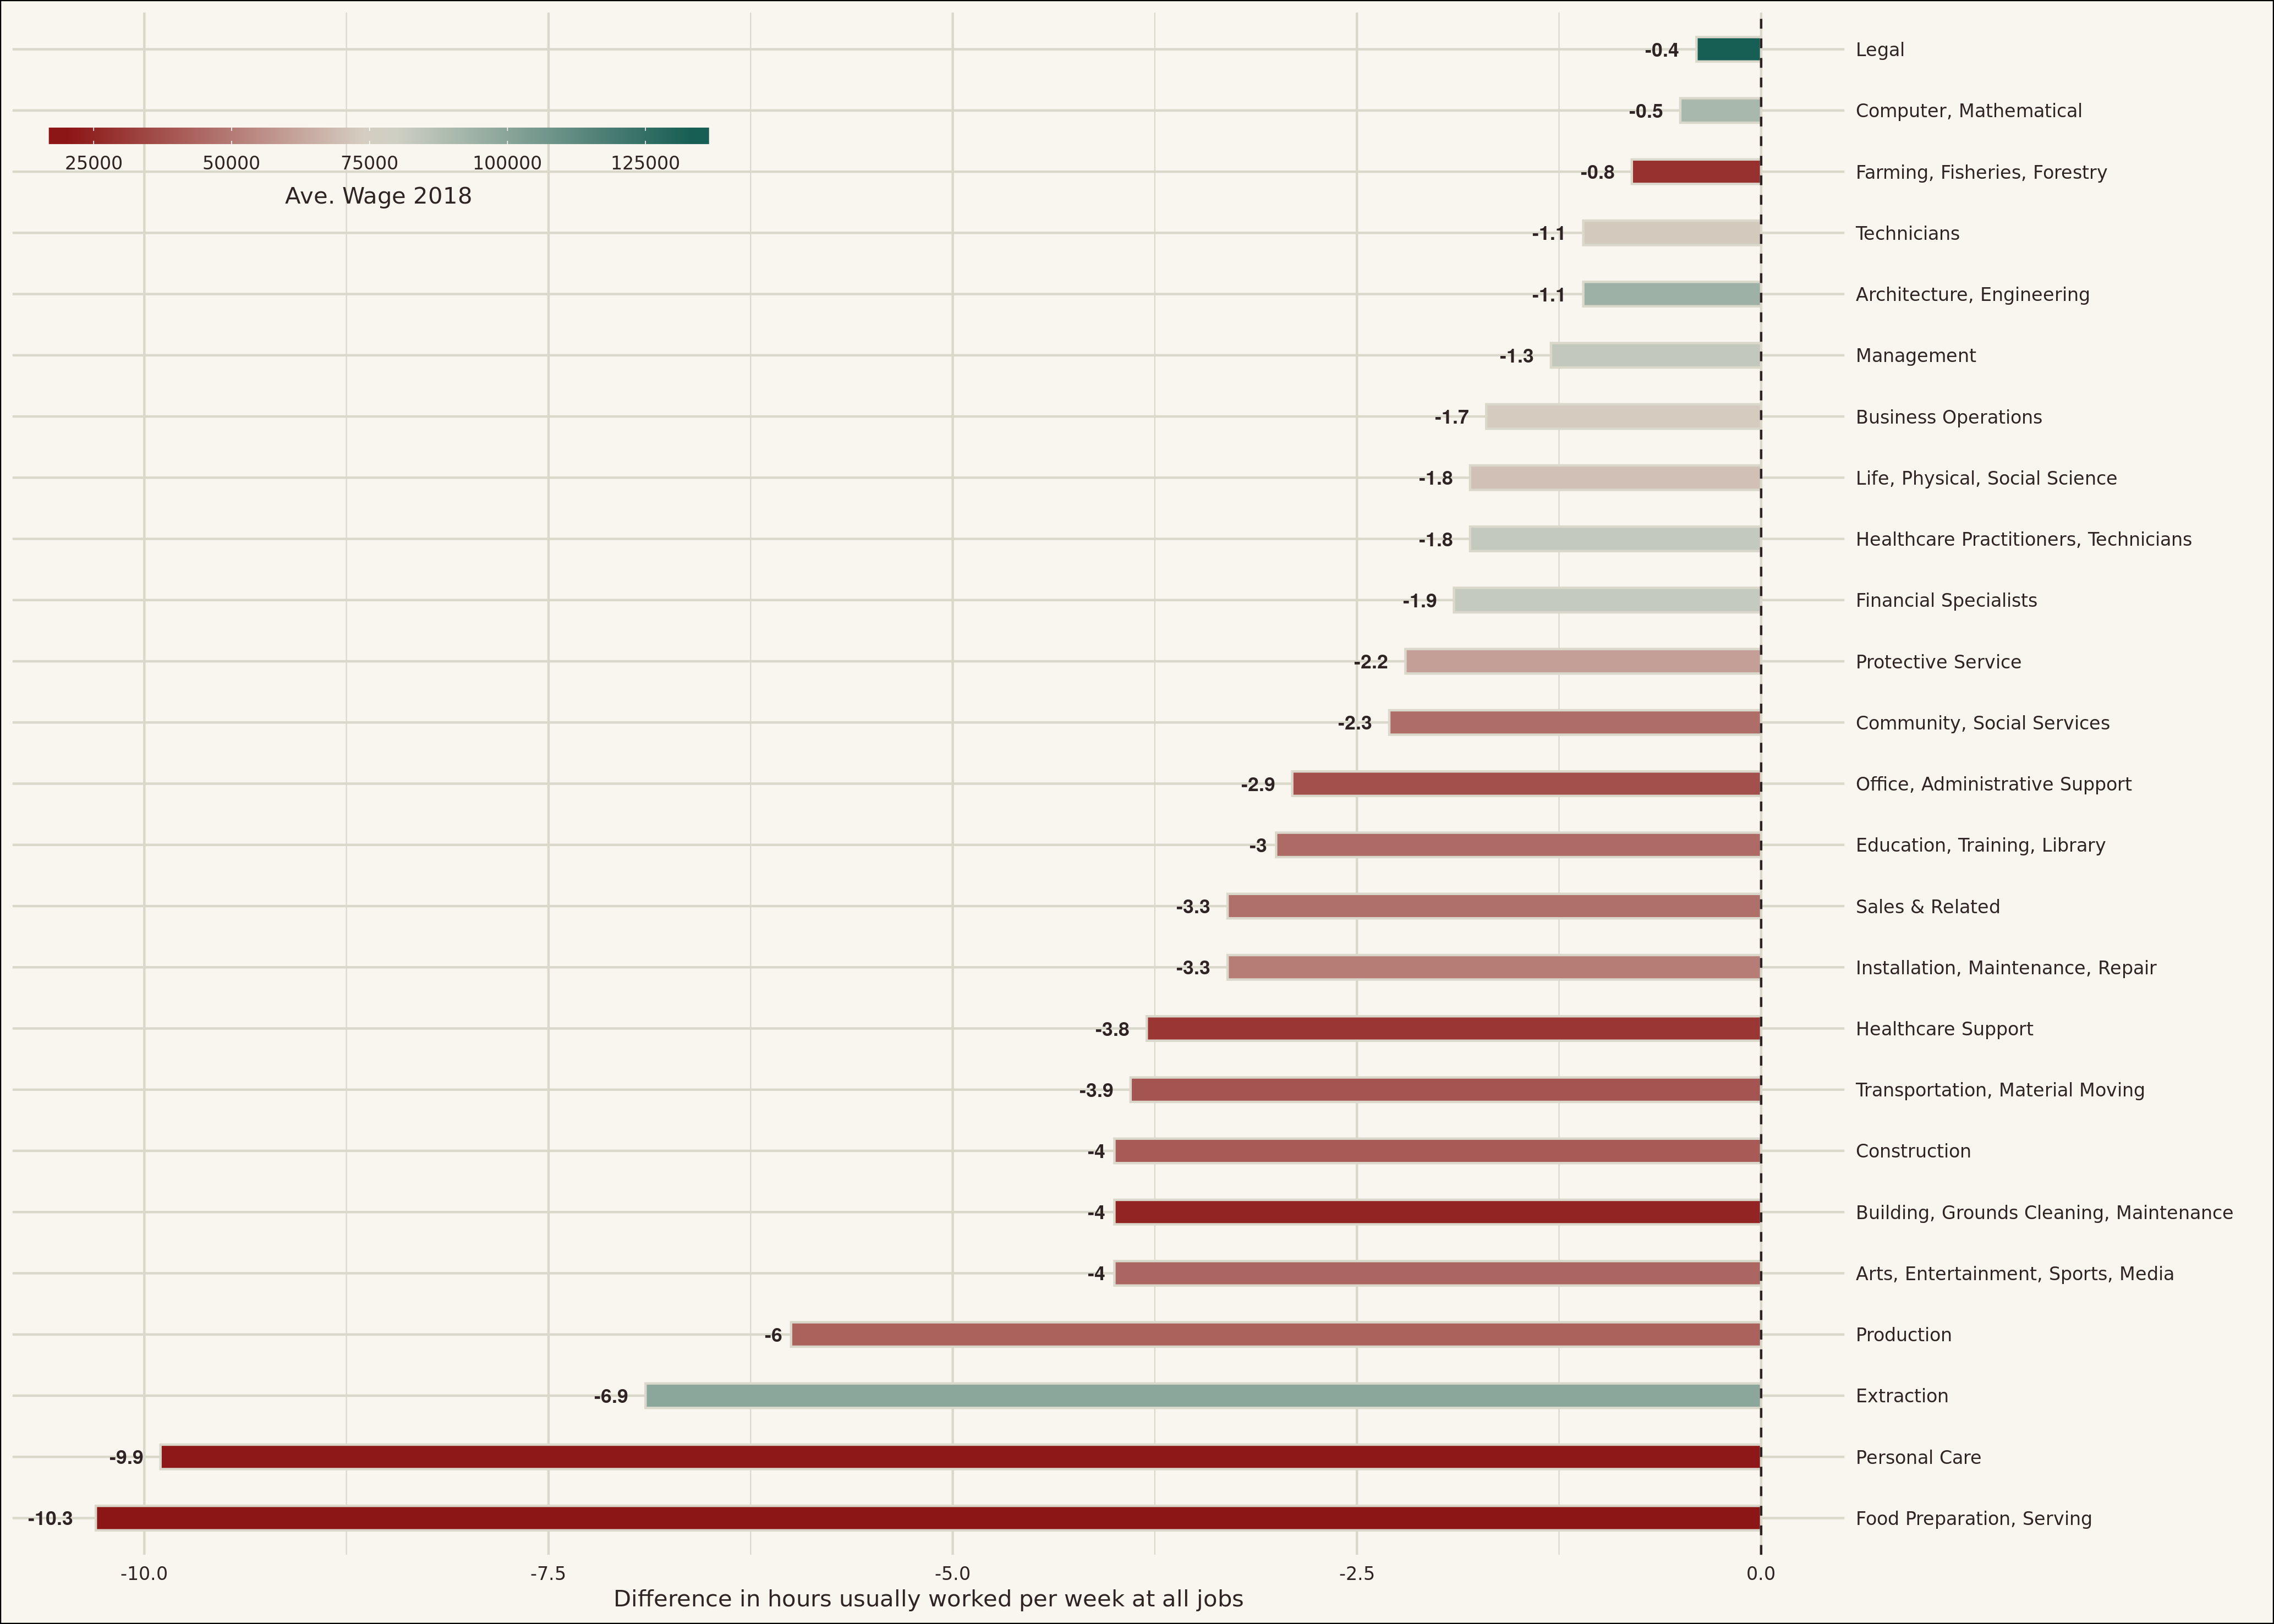 -0.4 Legal
-0.5 Computer, Mathematical
25000 50000 75000 100000 125000
Ave. Wage 2018
-0.8 Farming, Fisheries, Forestry
-1.1 Technicians
-1.1 Architecture, Engineering
-1.3 Management
-1.7 Business Operations
-1.8 Life, Physical, Social Science
-1.8 Healthcare Practitioners, Technicians
-1.9 Financial Specialists
-2.2 Protective Service
-2.3 Community, Social Services
-2.9 Office, Administrative Support
-3 Education, Training, Library
-3.3 Sales & Related
-3.3 Installation, Maintenance, Repair
-3.8 Healthcare Support
-3.9 Transportation, Material Moving
-4 Construction
-4 Building, Grounds Cleaning, Maintenance
-4 Arts, Entertainment, Sports, Media
-6 Production
-6.9 Extraction
-9.9 Personal Care
-10.3 Food Preparation, Serving
-10.0 -7.5 -5.0 -2.5 0.0
Difference in hours usually worked per week at all jobs